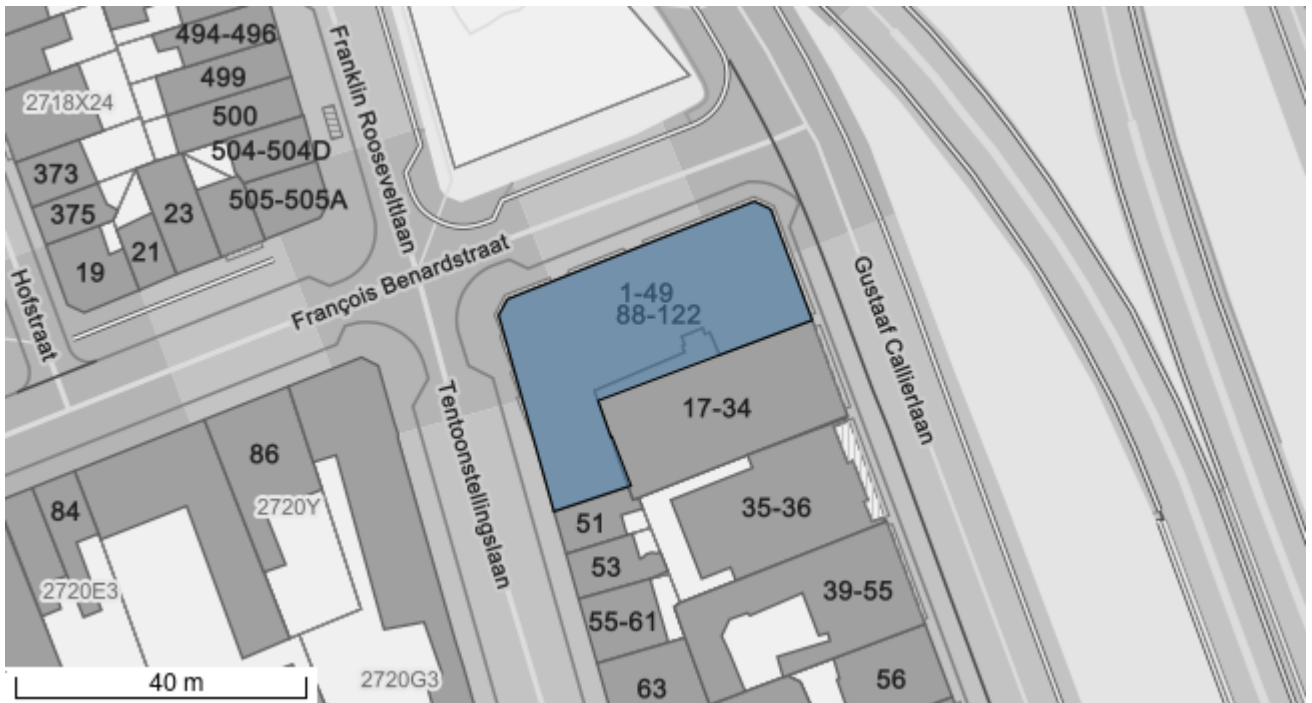 494-496
499
2718X24
500
504-504D
373
505-505A
375
23
21
19
Hofstraat
Franklin Rooseveltlaan
François Benardstraat
1-49
88-122
Gustaaf Callierlaan
17-34
Tentoonstellingslaan
86
84
2720Y
51
35-36
53
2720E3
39-55
55-61
2720G3
63
56
40 m